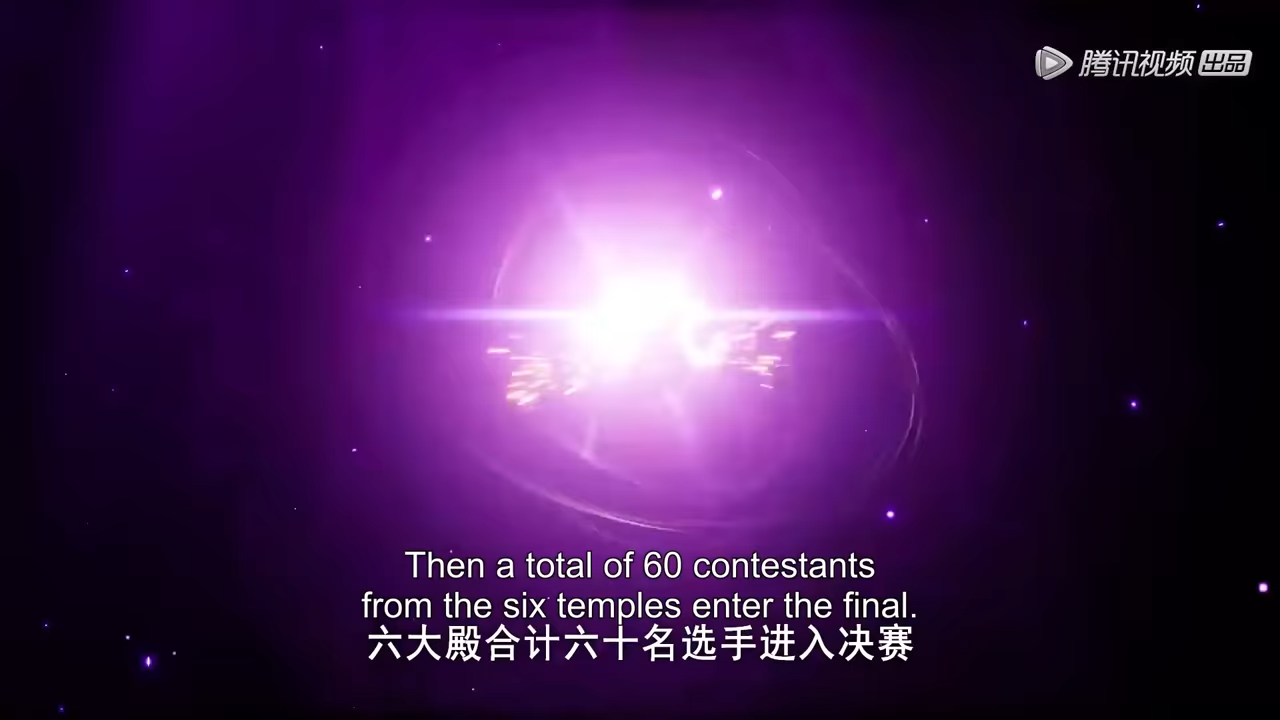 腾讯视频 出品
Then a total of 60 contestants
from the six temples enter the final.
六大殿合计六十名选手进入决赛